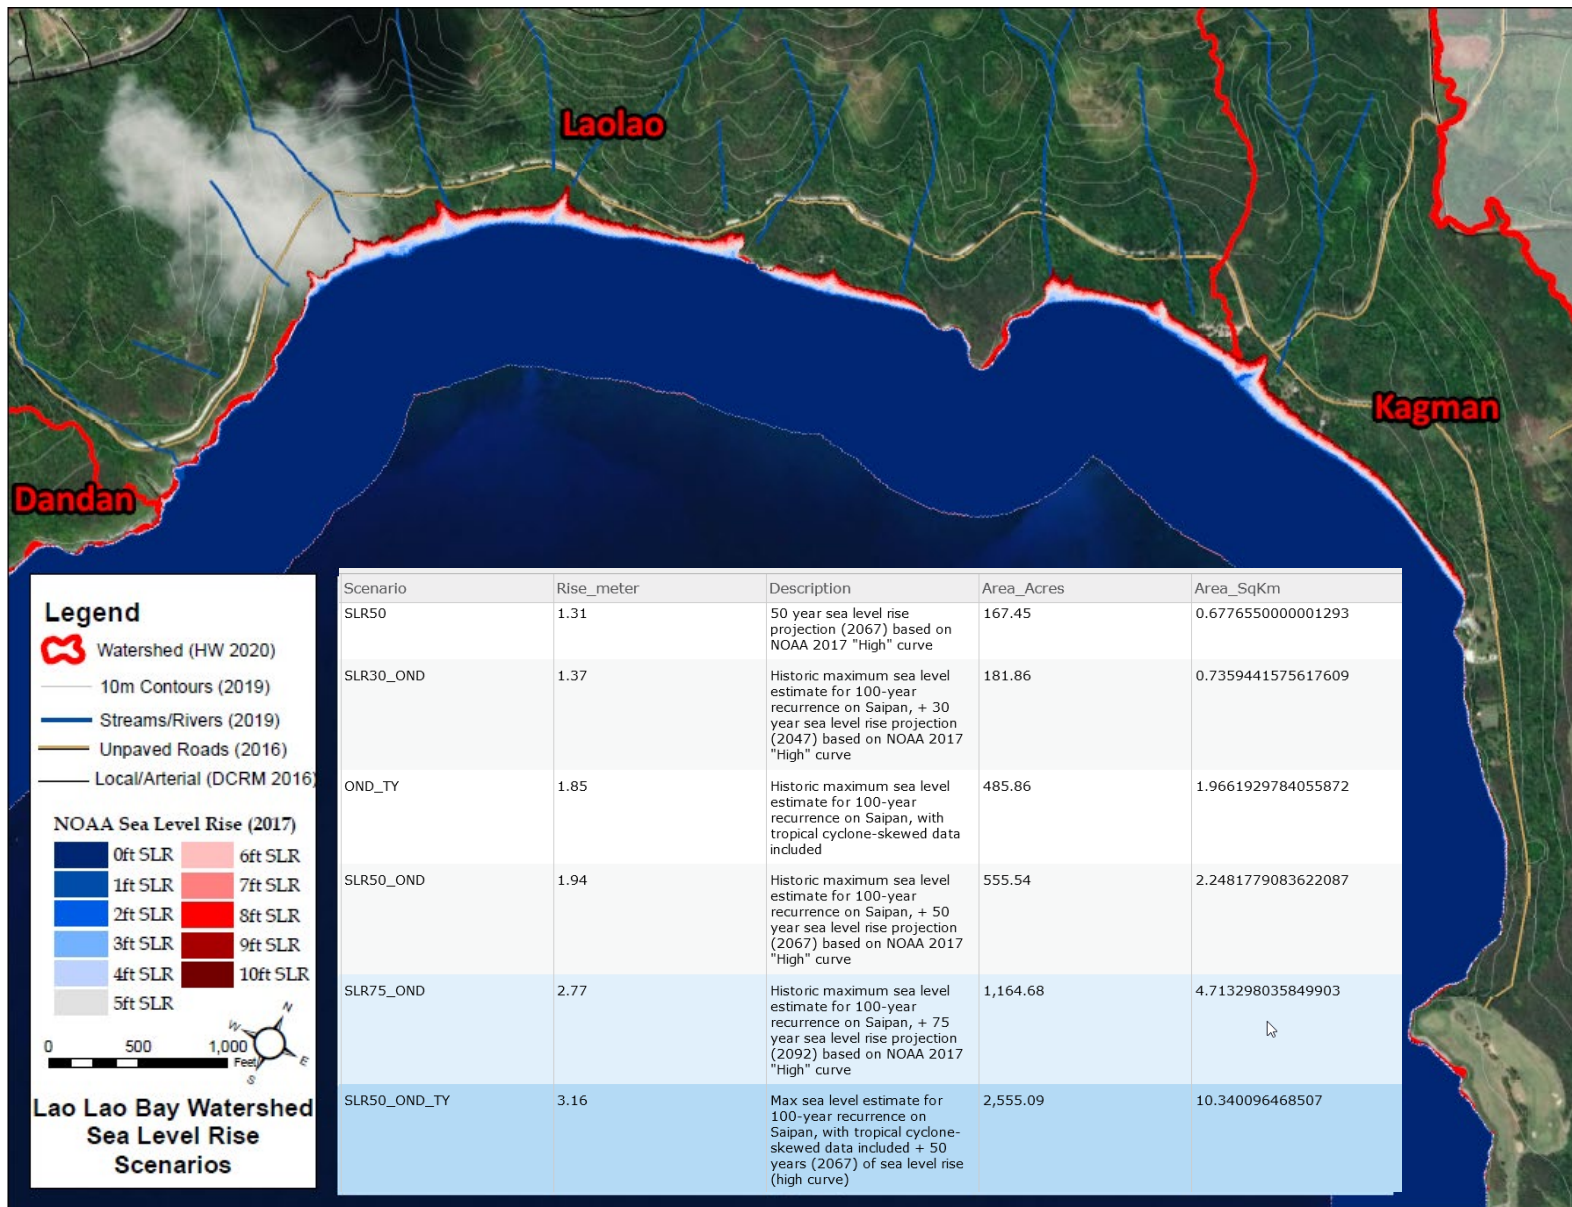 Laolao
Kagman
Dandan
Legend
Watershed (HW 2020)
10m Contours (2019)
Streams/Rivers (2019)
Unpaved Roads (2016)
Local/Arterial (DCRM 2016)
NOAA Sea Level Rise (2017)
0ft SLR
1ft SLR
2ft SLR
3ft SLR
4ft SLR
5ft SLR
6ft SLR
7ft SLR
8ft SLR
9ft SLR
10ft SLR
N
W
E
S
0 500 1,000
Feet
Lao Lao Bay Watershed
Sea Level Rise
Scenarios
Scenario Rise_meter Description Area_Acres Area_SqKm
SLR50 1.31 50 year sea level rise 167.45 0.6776550000001293
projection (2067) based on
NOAA 2017 "High" curve
SLR30_OND 1.37 Historic maximum sea level 181.86 0.7359441575617609
estimate for 100-year
recurrence on Saipan, + 30
year sea level rise projection
(2047) based on NOAA 2017
"High" curve
OND_TY 1.85 Historic maximum sea level 485.86 1.9661929784055872
estimate for 100-year
recurrence on Saipan, with
tropical cyclone-skewed data
included
SLR50_OND 1.94 Historic maximum sea level 555.54 2.2481779083622087
estimate for 100-year
recurrence on Saipan, + 50
year sea level rise projection
(2067) based on NOAA 2017
"High" curve
SLR75_OND 2.77 Historic maximum sea level 1,164.68 4.713298035849903
estimate for 100-year
recurrence on Saipan, + 75
year sea level rise projection
(2092) based on NOAA 2017
"High" curve
SLR50_OND_TY 3.16 Max sea level estimate for 2,555.09 10.340096468507
100-year recurrence on
Saipan, with tropical cyclone-
skewed data included + 50
years (2067) of sea level rise
(high curve)